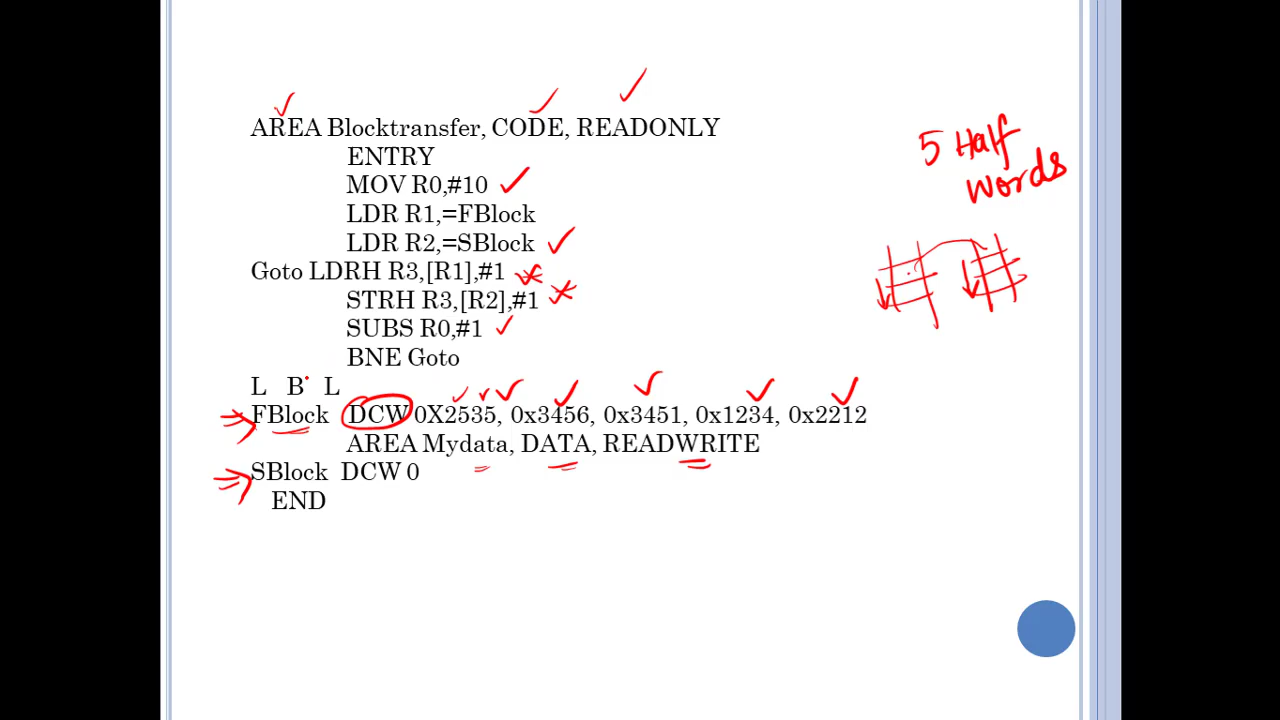 AREA Blocktransfer, CODE, READONLY
ENTRY
MOV R0,#10
LDR R1,=FBlock
LDR R2,=SBlock
Goto LDRH R3,[R1],#1
STRH R3,[R2],#1
SUBS R0,#1
BNE Goto
L B L
FBlock DCW 0X2535, 0x3456, 0x3451, 0x1234, 0x2212
AREA Mydata, DATA, READWRITE
SBlock DCW 0
END
5 Half
Words